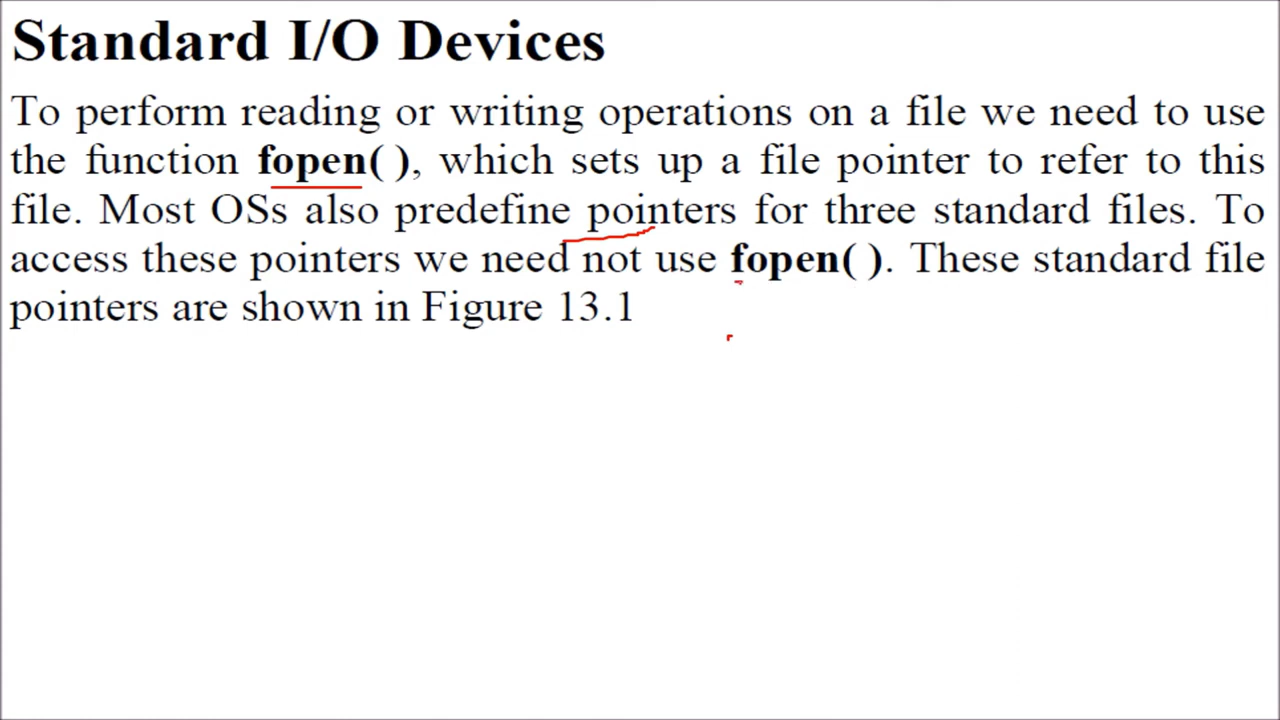 Standard I/O Devices
To perform reading or writing operations on a file we need to use
the function fopen( ), which sets up a file pointer to refer to this
file. Most OSs also predefine pointers for three standard files. To
access these pointers we need not use fopen( ). These standard file
pointers are shown in Figure 13.1